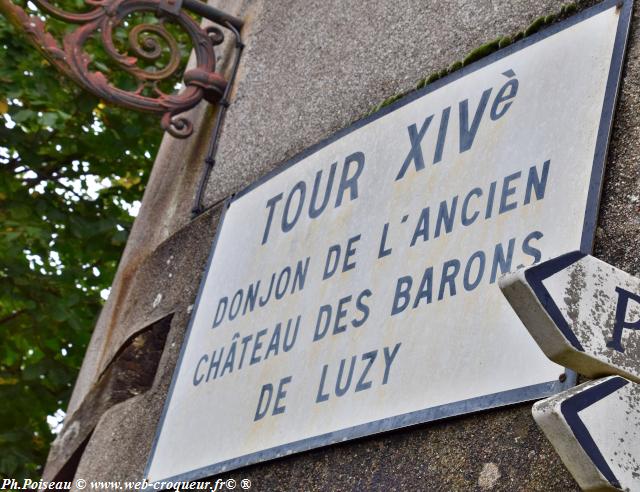 TOUR XIVè
DONJON DE L'ANCIEN
CHÂTEAU DES BARONS
DE LUZY
P
Ph.Poiseau © www.web-croqueur.fr® ®